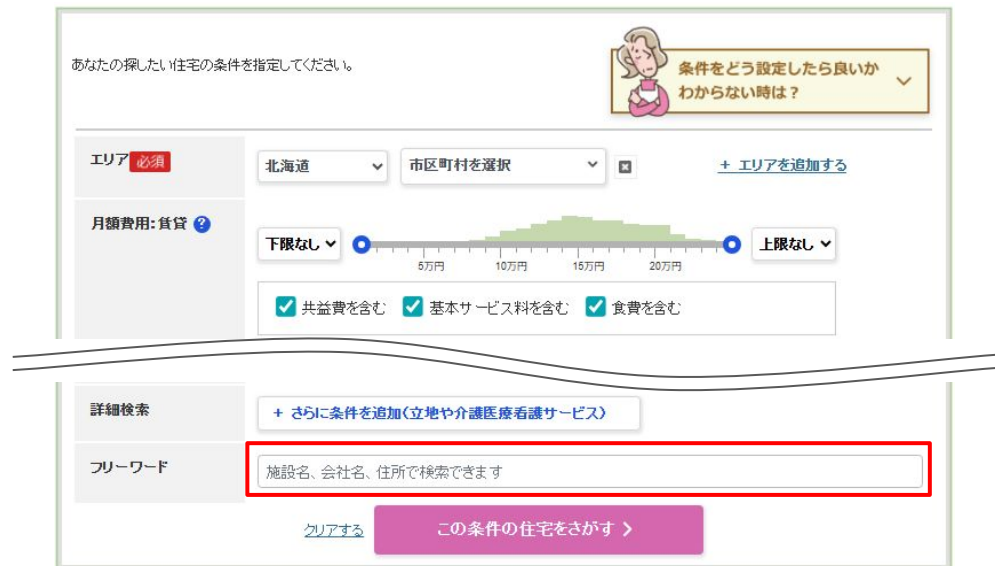 あなたの探したい住宅の条件を指定してください。
条件をどう設定したら良いか
わからない時は？
エリア 必須
北海道
市区町村を選択
+ エリアを追加する
月額費用:賃貸 ?
下限なし
上限なし
5万円 10万円 15万円 20万円
共益費を含む 基本サービス料を含む 食費を含む
詳細検索
+ さらに条件を追加(立地や介護医療看護サービス)
フリーワード
施設名、会社名、住所で検索できます
クリアする
この条件の住宅をさがす >